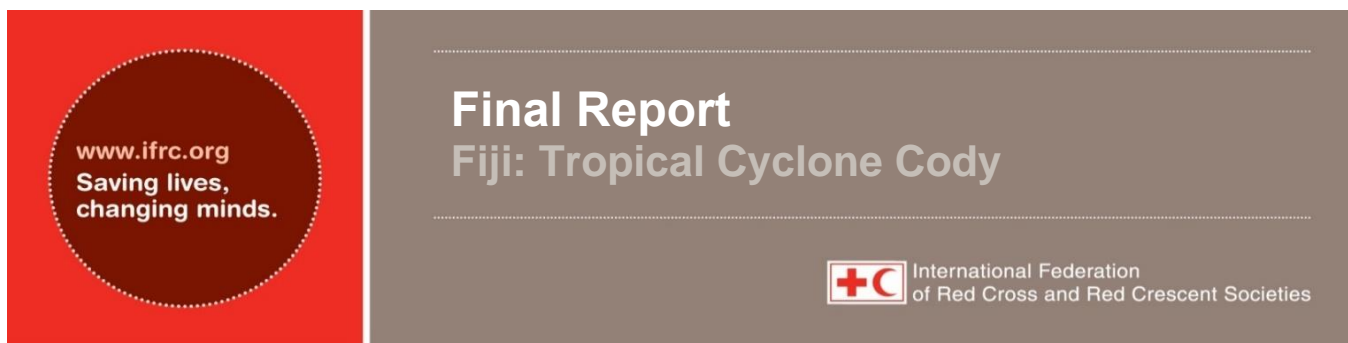 www.ifrc.org
Saving lives,
changing minds.
Final Report
Fiji: Tropical Cyclone Cody
International Federation
of Red Cross and Red Crescent Societies